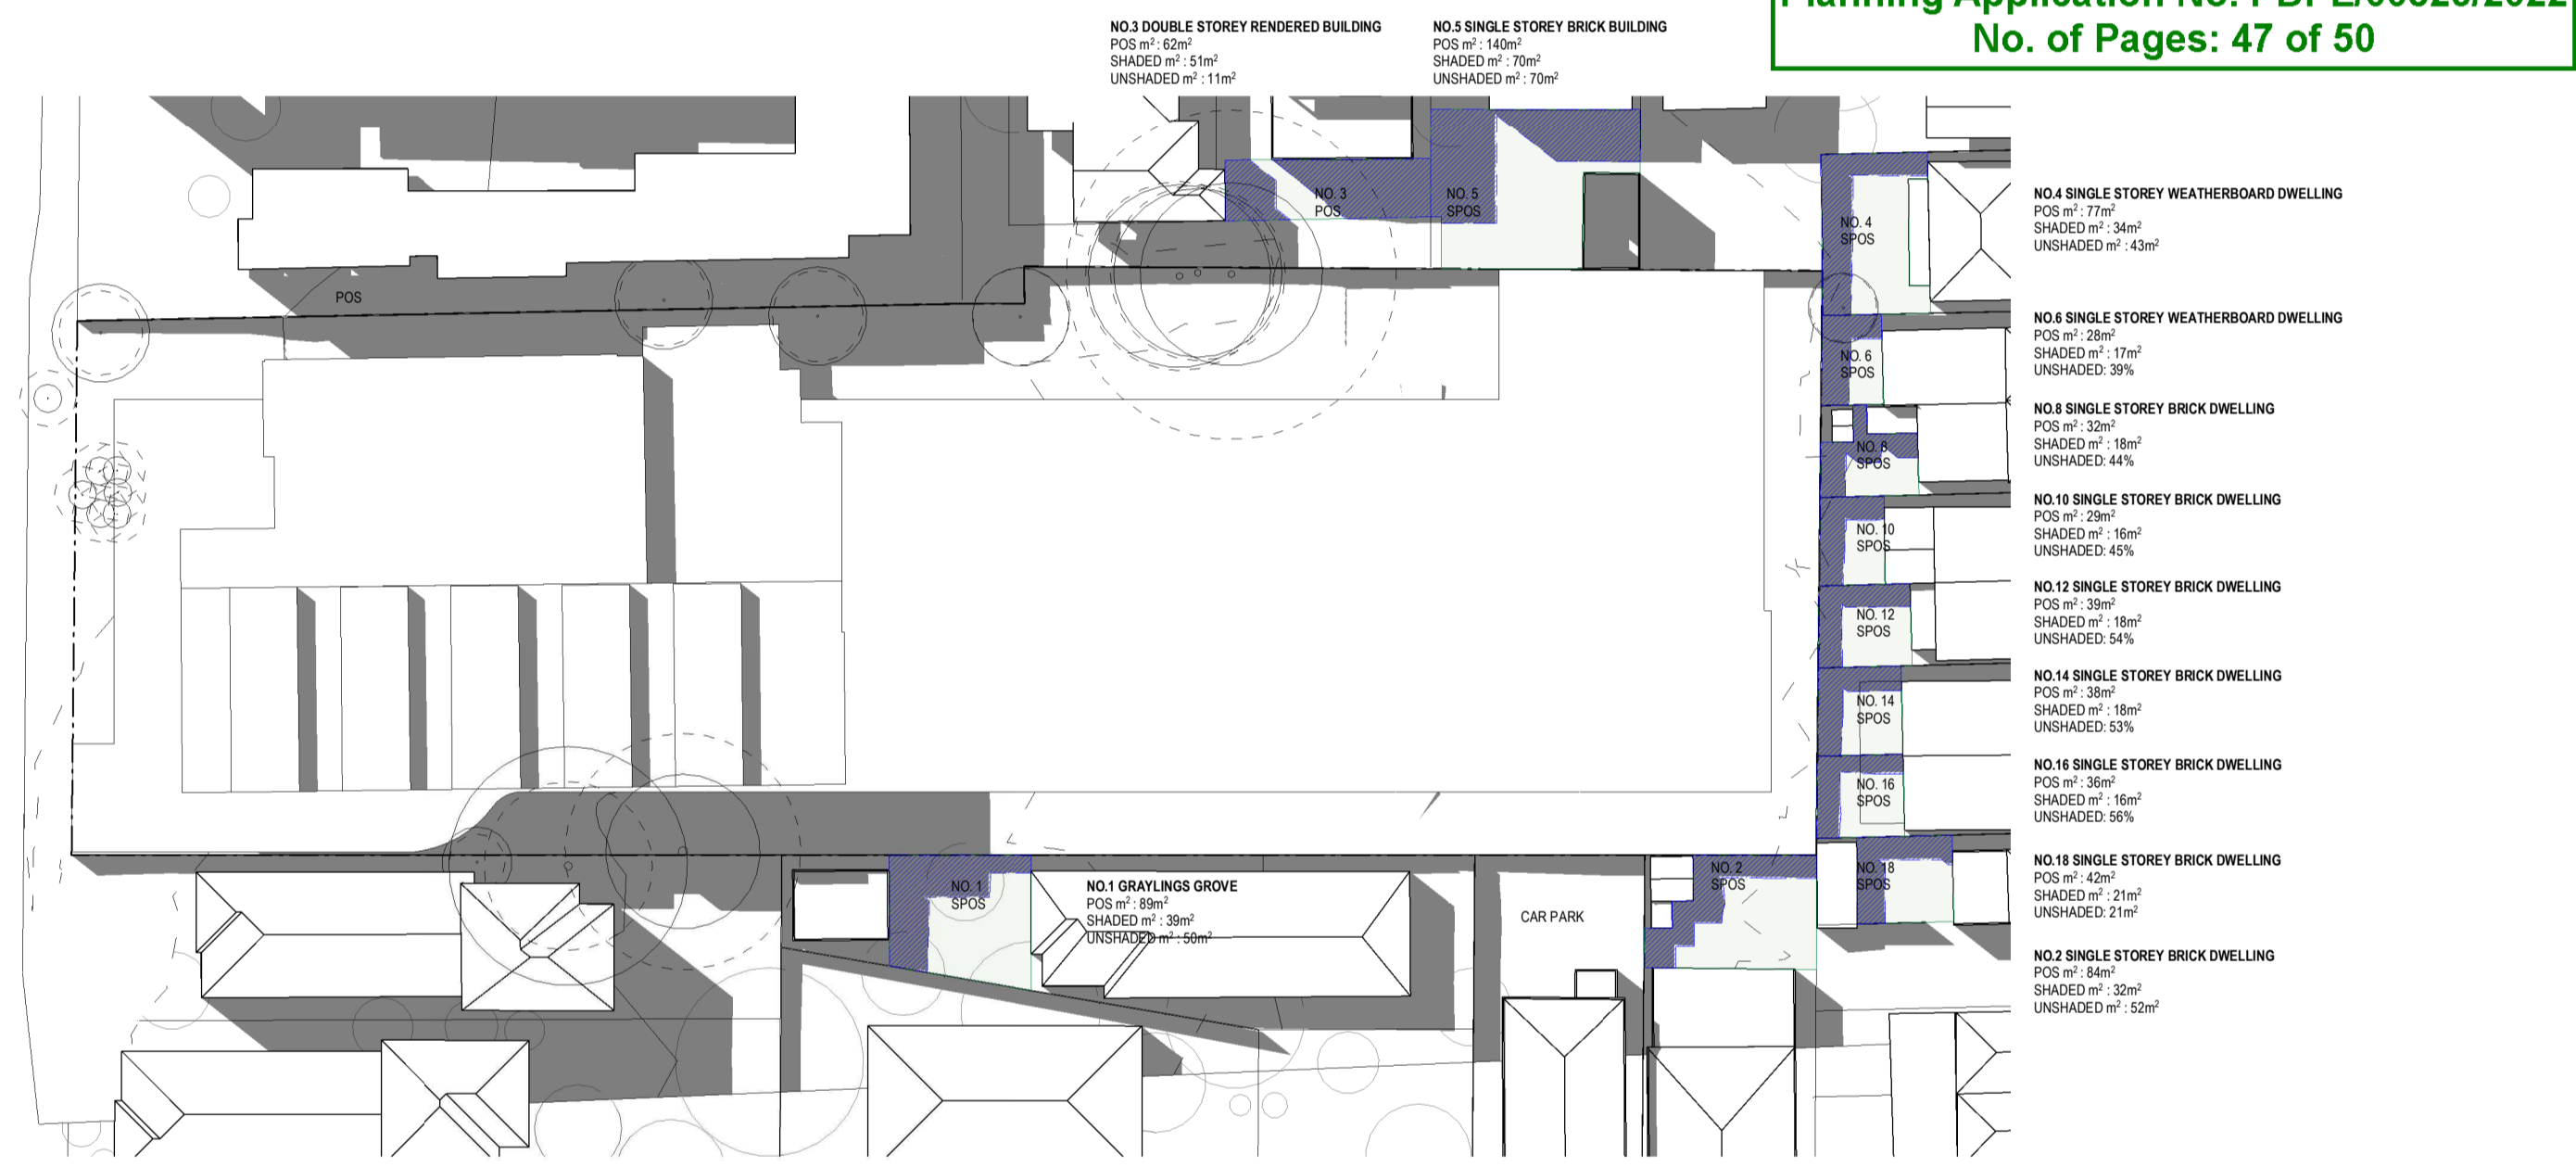 No. of Pages: 47 of 50
NO.3 DOUBLE STOREY RENDERED BUILDING
POS m² : 62m²
SHADED m² : 51m²
UNSHADED m² : 11m²
NO.5 SINGLE STOREY BRICK BUILDING
POS m² : 140m²
SHADED m² : 70m²
UNSHADED m² : 70m²
NO. 3
POS
NO. 5
SPOS
POS
NO. 4
SPOS
NO. 6
SPOS
NO. 8
SPOS
NO. 10
SPOS
NO. 12
SPOS
NO. 14
SPOS
NO. 16
SPOS
NO. 18
SPOS
NO. 1
SPOS
NO.1 GRAYLINGS GROVE
POS m² : 89m²
SHADED m² : 39m²
UNSHADED m² : 50m²
CAR PARK
NO. 2
SPOS
NO.4 SINGLE STOREY WEATHERBOARD DWELLING
POS m² : 77m²
SHADED m² : 34m²
UNSHADED m² : 43m²
NO.6 SINGLE STOREY WEATHERBOARD DWELLING
POS m² : 28m²
SHADED m² : 17m²
UNSHADED: 39%
NO.8 SINGLE STOREY BRICK DWELLING
POS m² : 32m²
SHADED m² : 18m²
UNSHADED: 44%
NO.10 SINGLE STOREY BRICK DWELLING
POS m² : 29m²
SHADED m² : 16m²
UNSHADED: 45%
NO.12 SINGLE STOREY BRICK DWELLING
POS m² : 39m²
SHADED m² : 18m²
UNSHADED: 54%
NO.14 SINGLE STOREY BRICK DWELLING
POS m² : 38m²
SHADED m² : 18m²
UNSHADED: 53%
NO.16 SINGLE STOREY BRICK DWELLING
POS m² : 36m²
SHADED m² : 16m²
UNSHADED: 56%
NO.18 SINGLE STOREY BRICK DWELLING
POS m² : 42m²
SHADED m² : 21m²
UNSHADED: 21m²
NO.2 SINGLE STOREY BRICK DWELLING
POS m² : 84m²
SHADED m² : 32m²
UNSHADED m² : 52m²